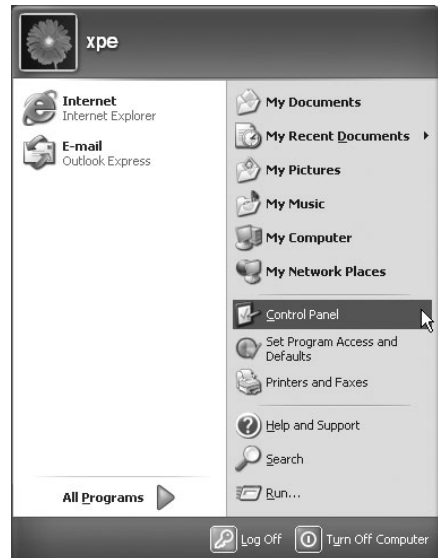 xpe
Internet
Internet Explorer
E-mail
Outlook Express
All Programs
My Documents
My Recent Documents
My Pictures
My Music
My Computer
My Network Places
Control Panel
Set Program Access and
Defaults
Printers and Faxes
Help and Support
Search
Run...
Log Off
Turn Off Computer